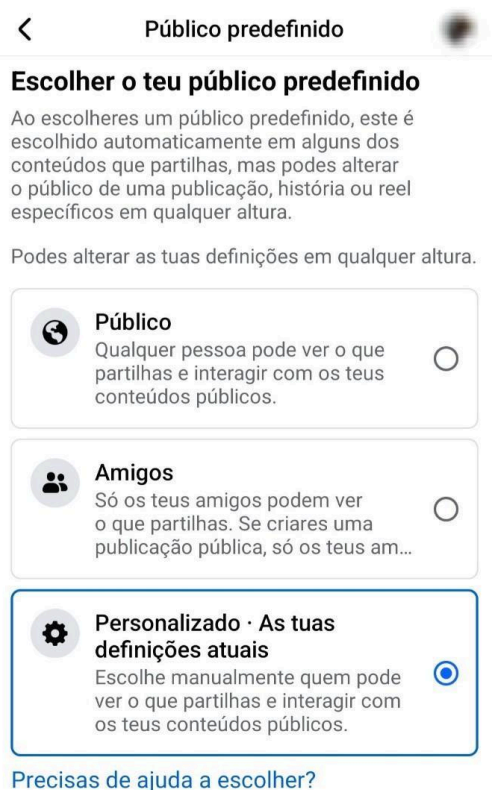 Público predefinido
Escolher o teu público predefinido
Ao escolheres um público predefinido, este é
escolhido automaticamente em alguns dos
conteúdos que partilhas, mas podes alterar
o público de uma publicação, história ou reel
específicos em qualquer altura.
Podes alterar as tuas definições em qualquer altura.
Público
Qualquer pessoa pode ver o que
partilhas e interagir com os teus
conteúdos públicos.
Amigos
Só os teus amigos podem ver
o que partilhas. Se criares uma
publicação pública, só os teus am...
Personalizado · As tuas
definições atuais
Escolhe manualmente quem pode
ver o que partilhas e interagir com
os teus conteúdos públicos.
Precisas de ajuda a escolher?